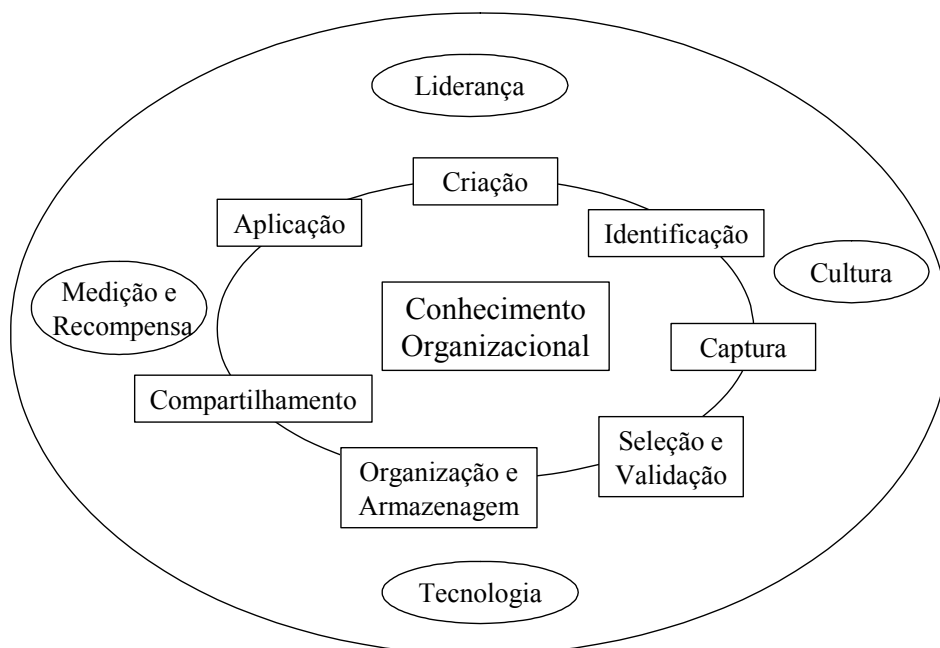 Liderança
Criação
Aplicação
Identificação
Cultura
Medição e
Recompensa
Conhecimento
Organizacional
Captura
Compartilhamento
Seleção e
Validação
Organização e
Armazenagem
Tecnologia